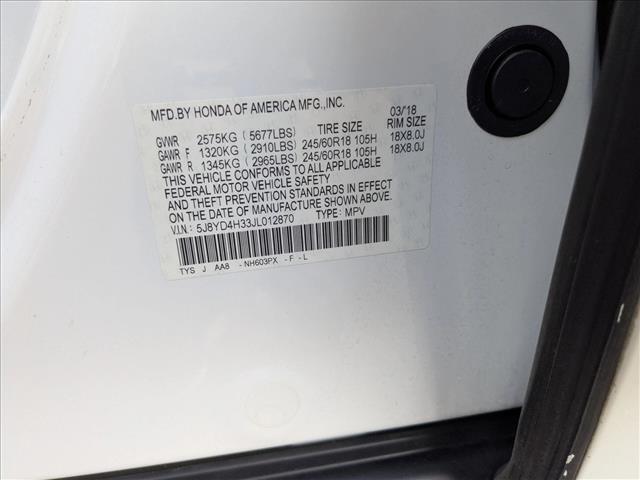 MFD.BY HONDA OF AMERICA MFG.,INC. 03/18
GVWR 2575KG (5677LBS) TIRE SIZE RIM SIZE
GAWR F 1320KG (2910LBS) 245/60R18 105H 18X8.0J
GAWR R 1345KG (2965LBS) 245/60R18 105H 18X8.0J
THIS VEHICLE CONFORMS TO ALL APPLICABLE
FEDERAL MOTOR VEHICLE SAFETY
AND THEFT PREVENTION STANDARDS IN EFFECT
ON THE DATE OF MANUFACTURE SHOWN ABOVE.
V.I.N: 5J8YD4H33JL012870 TYPE: MPV
TYS J AA8 -NH603PX -F -L